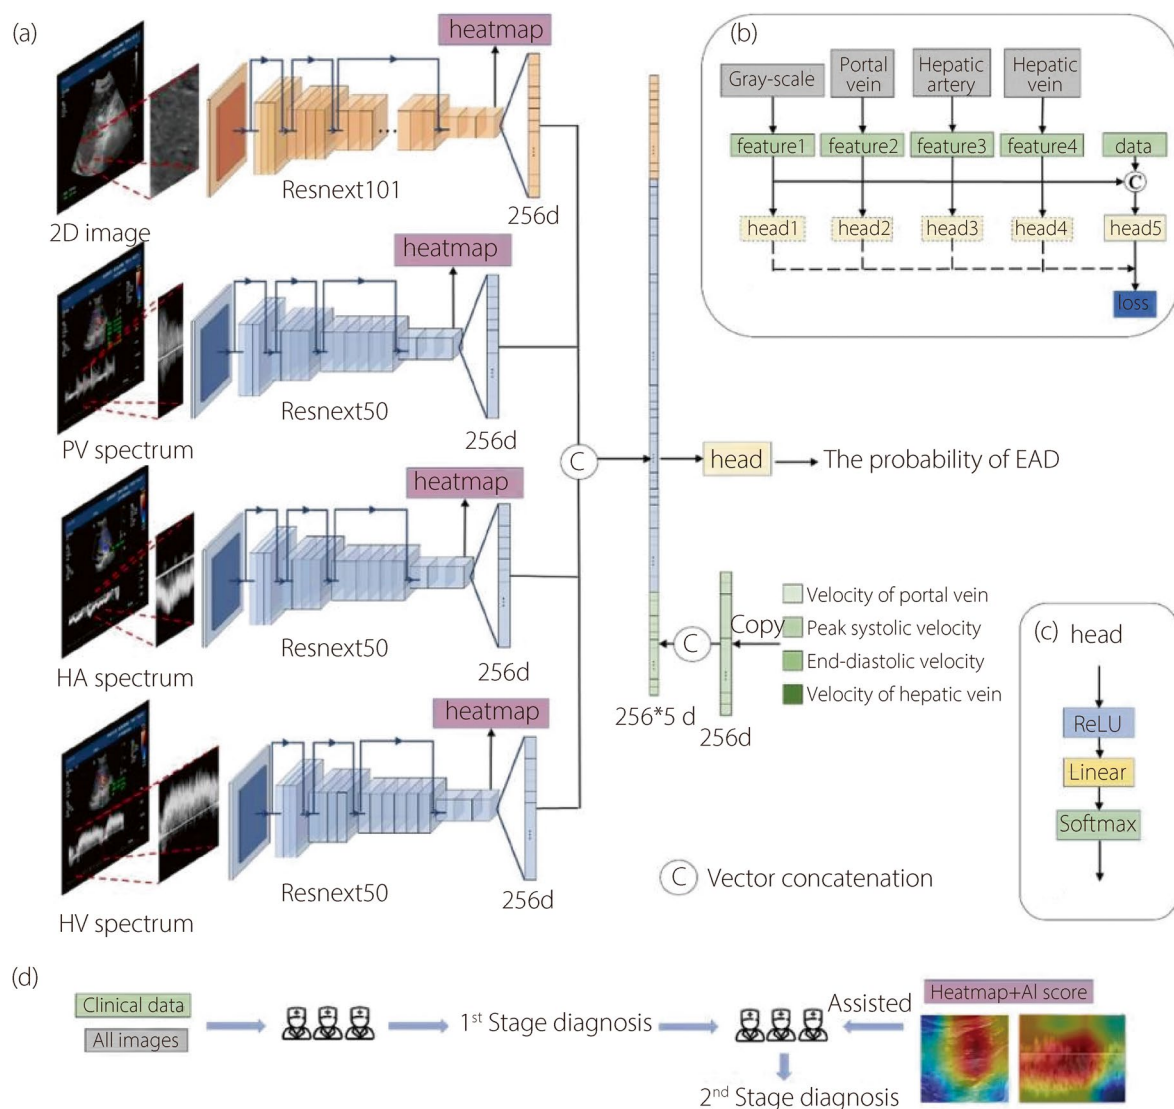 (a)
heatmap
Resnext101
256d
2D image
heatmap
Resnext50
256d
PV spectrum
heatmap
Resnext50
256d
HA spectrum
heatmap
Resnext50
256d
HV spectrum
C
head
The probability of EAD
C
Copy
256*5 d
256d
Velocity of portal vein
Peak systolic velocity
End-diastolic velocity
Velocity of hepatic vein
C Vector concatenation
(b)
Gray-scale
Portal
vein
Hepatic
artery
Hepatic
vein
feature1 feature2 feature3 feature4 data
C
head1 head2 head3 head4 head5
loss
(c) head
ReLU
Linear
Softmax
(d)
Clinical data
All images
1st Stage diagnosis
Assisted
Heatmap+AI score
2nd Stage diagnosis